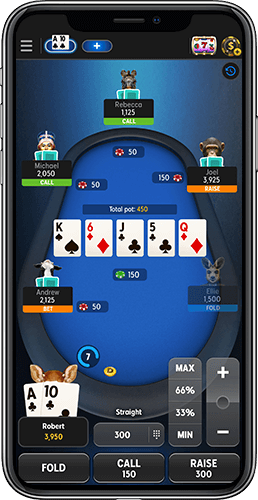 A 10
+
7
$
Rebecca
1,125
CALL
50
Michael
2,050
CALL
50
Joel
3,925
RAISE
150
Total pot: 450
K 6 J 5 Q
150
Andrew
2,125
BET
50
Ellie
1,500
FOLD
7
D
A 10
Robert
3,950
Straight
300
MAX
66%
33%
MIN
+
−
FOLD
CALL
150
RAISE
300